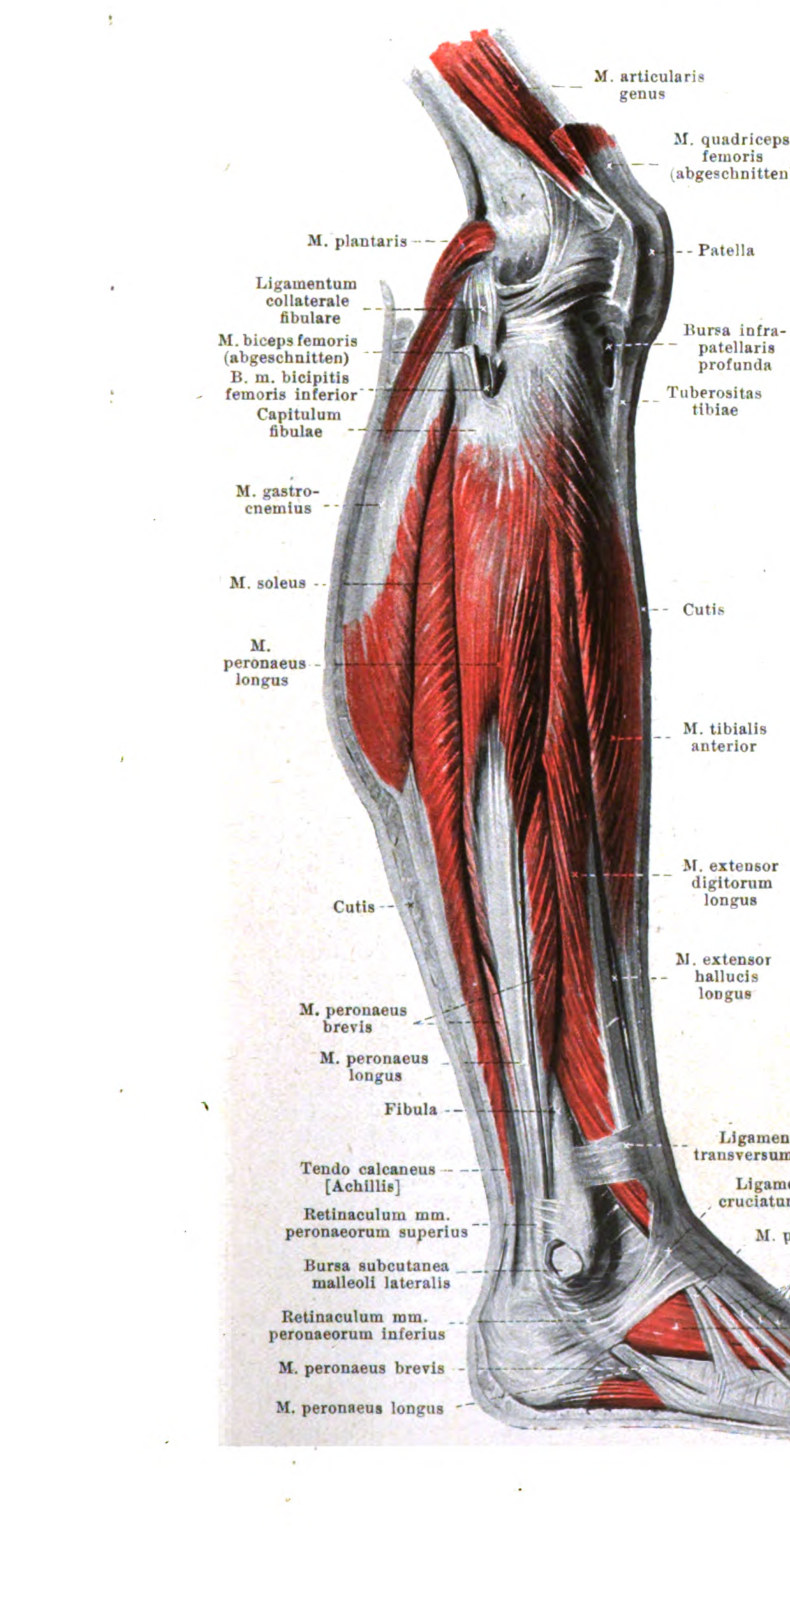 M. articularis
genus
M. quadriceps
femoris
(abgeschnitten
M. plantaris
Patella
Ligamentum
collaterale
fibulare
M. biceps femoris
(abgeschnitten)
B. m. bicipitis
femoris inferior
Capitulum
fibulae
Bursa infra-
patellaris
profunda
Tuberositas
tibiae
M. gastro-
cnemius
M. soleus
Cutis
M.
peronaeus
longus
M. tibialis
anterior
M. extensor
digitorum
longus
Cutis
M. extensor
hallucis
longus
M. peronaeus
brevis
M. peronaeus
longus
Fibula
Ligamen
transversum
Tendo calcaneus
[Achillis]
Ligame
cruciatu
Retinaculum mm.
peronaeorum superius
M. p
Bursa subcutanea
malleoli lateralis
Retinaculum mm.
peronaeorum inferius
M. peronaeus brevis
M. peronaeus longus